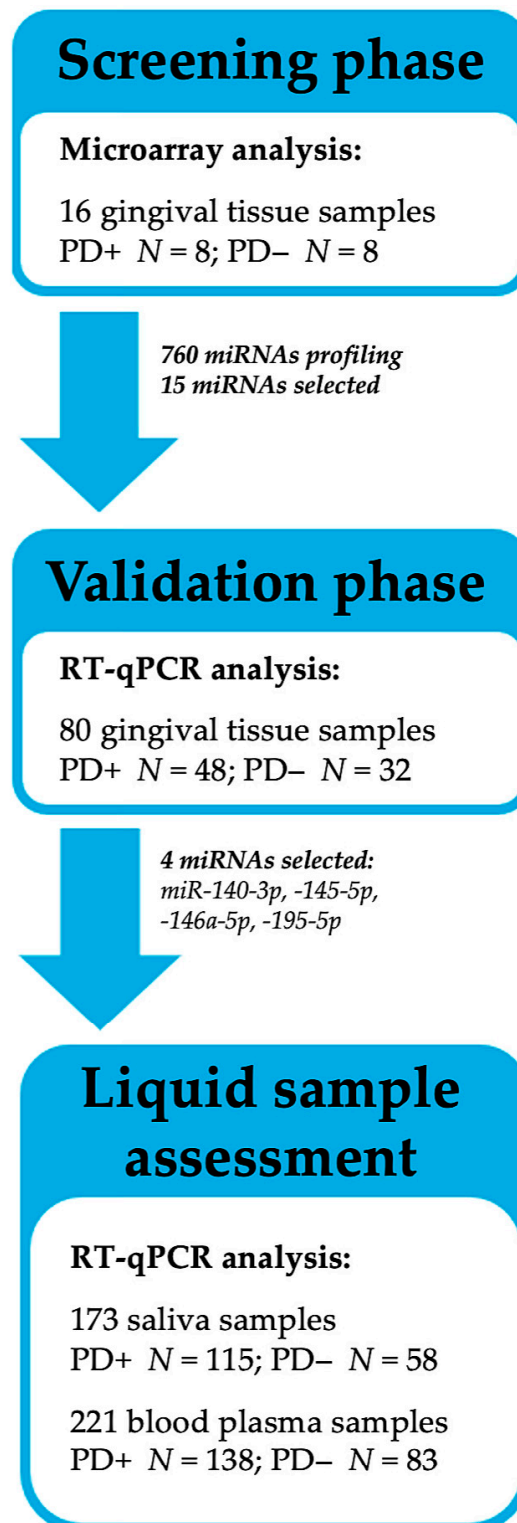 Screening phase
Microarray analysis:
16 gingival tissue samples
PD+ N = 8; PD– N = 8
760 miRNAs profiling
15 miRNAs selected
Validation phase
RT-qPCR analysis:
80 gingival tissue samples
PD+ N = 48; PD– N = 32
4 miRNAs selected:
miR-140-3p, -145-5p,
-146a-5p, -195-5p
Liquid sample
assessment
RT-qPCR analysis:
173 saliva samples
PD+ N = 115; PD– N = 58
221 blood plasma samples
PD+ N = 138; PD– N = 83